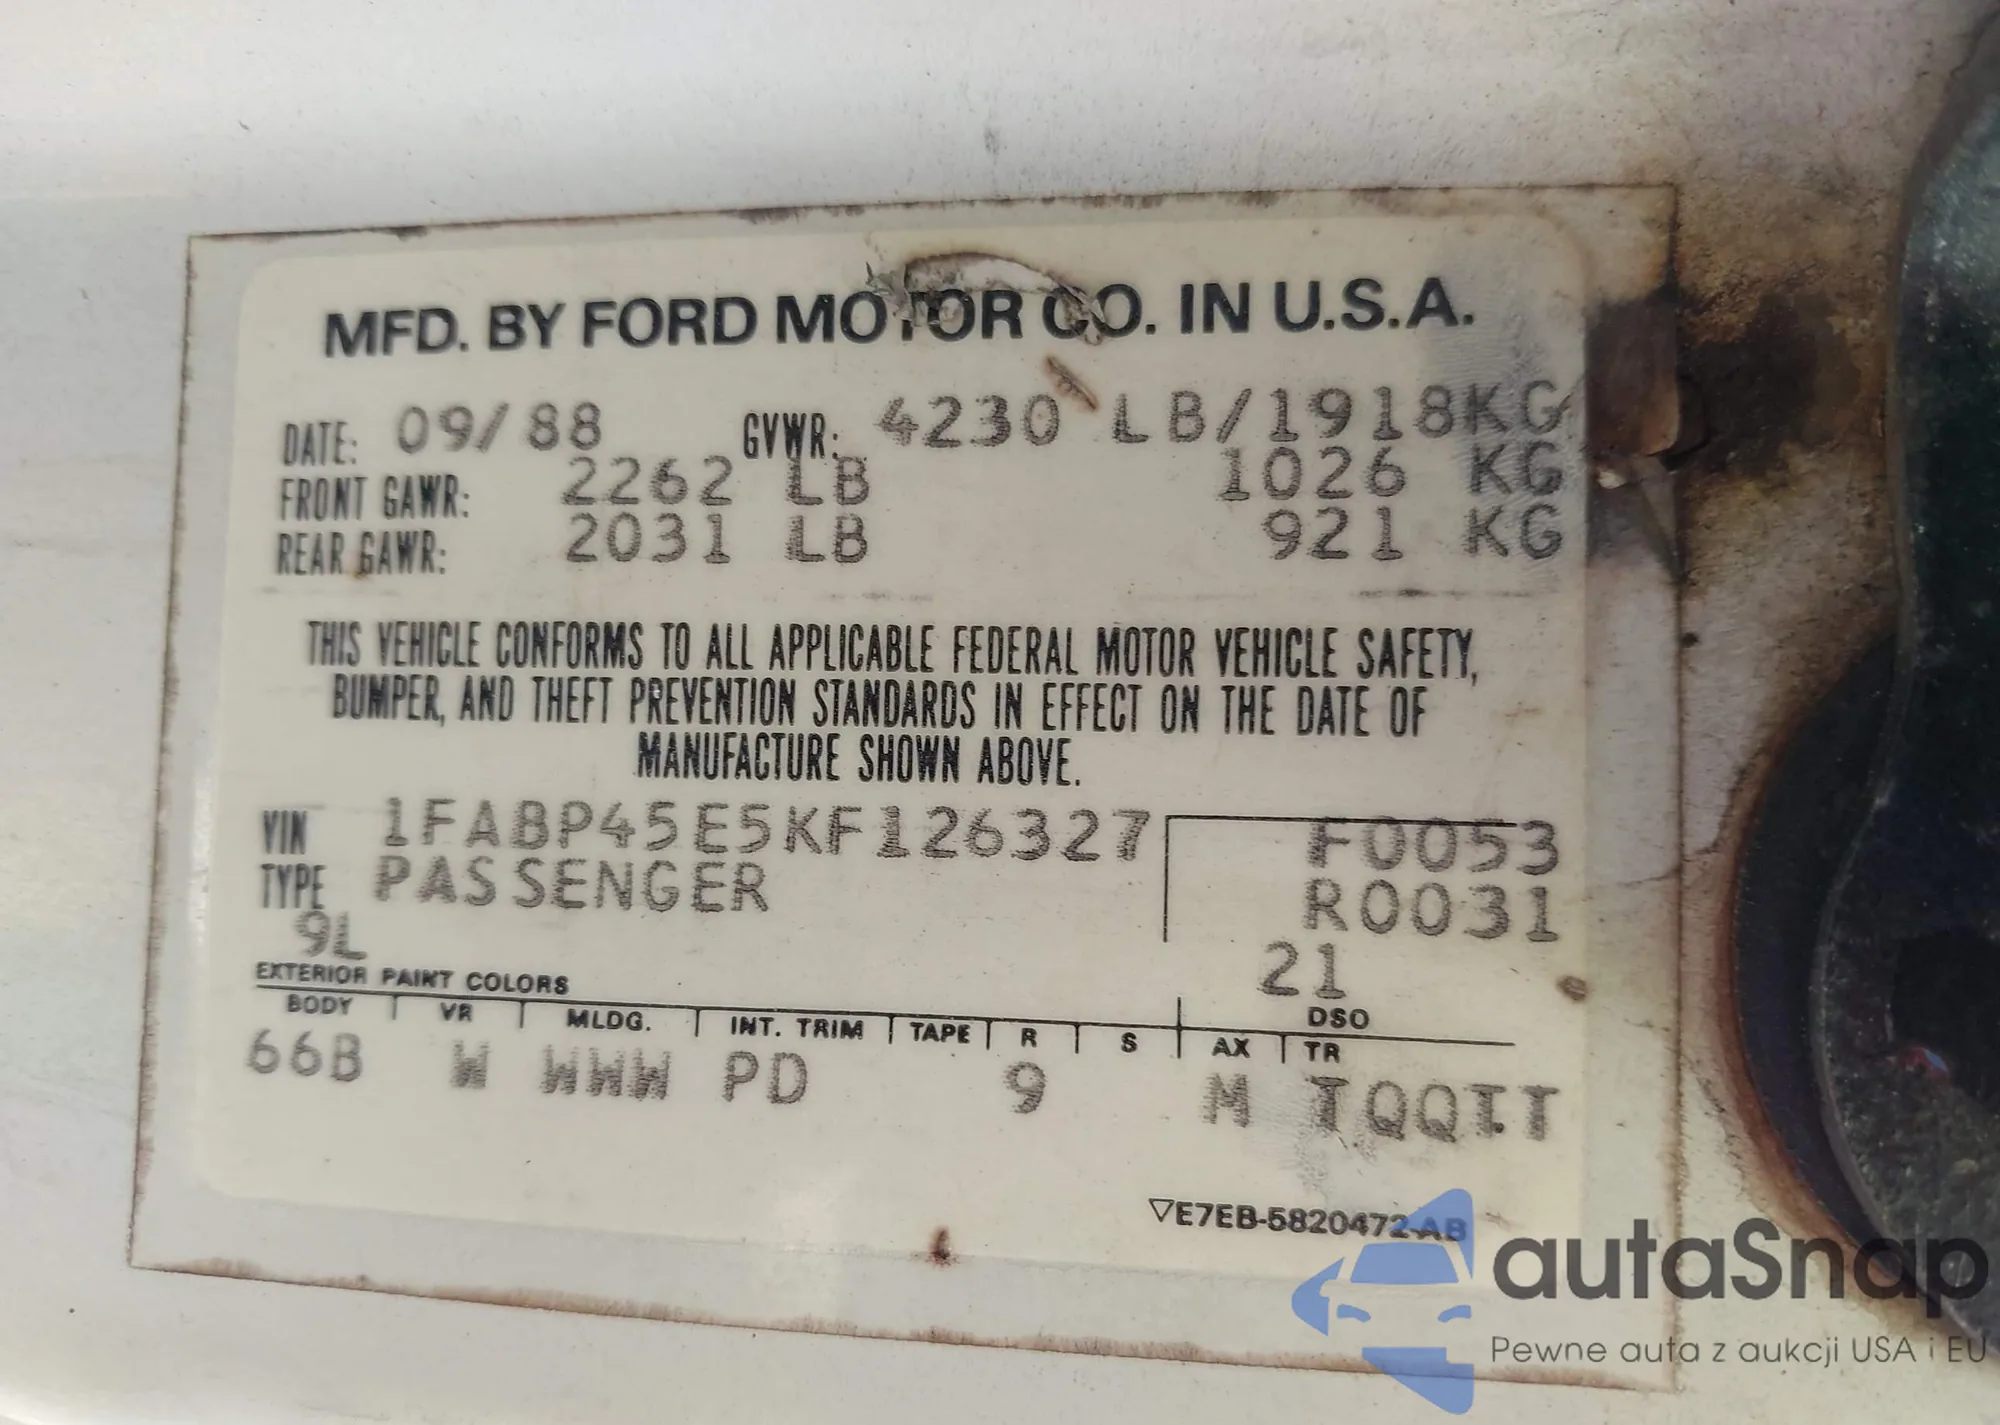 MFD. BY FORD MOTOR CO. IN U.S.A.
DATE: 09/88 GVWR: 4230 LB/1918KG
FRONT GAWR: 2262 LB 1026 KG
REAR GAWR: 2031 LB 921 KG
THIS VEHICLE CONFORMS TO ALL APPLICABLE FEDERAL MOTOR VEHICLE SAFETY,
BUMPER, AND THEFT PREVENTION STANDARDS IN EFFECT ON THE DATE OF
MANUFACTURE SHOWN ABOVE.
VIN 1FABP45E5KF126327 F0053
TYPE PASSENGER R0031
9L 21
EXTERIOR PAINT COLORS DSO
BODY VR MLDG. INT. TRIM TAPE R S AX TR
66B W WWW PD 9 M
▽E7EB-5820472-AB
autaSnap
Pewne auta z aukcji USA i EU